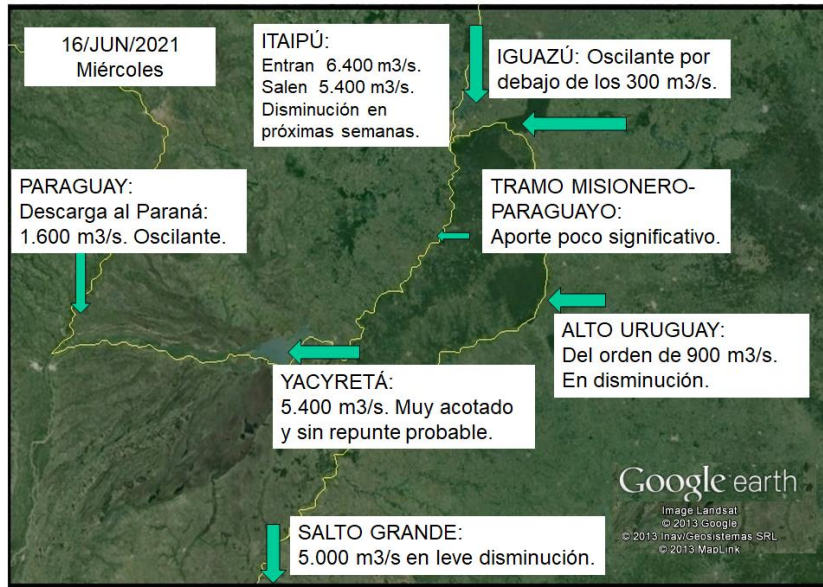 16/JUN/2021
Miércoles
ITAIPÚ:
Entran 6.400 m3/s.
Salen 5.400 m3/s.
Disminución en
próximas semanas.
IGUAZÚ: Oscilante por
debajo de los 300 m3/s.
PARAGUAY:
Descarga al Paraná:
1.600 m3/s. Oscilante.
TRAMO MISIONERO-
PARAGUAYO:
Aporte poco significativo.
ALTO URUGUAY:
Del orden de 900 m3/s.
En disminución.
YACYRETÁ:
5.400 m3/s. Muy acotado
y sin repunte probable.
SALTO GRANDE:
5.000 m3/s en leve disminución.
Google earth
Image Landsat
© 2013 Google
© 2013 Inav/Geosistemas SRL
© 2013 MapLink